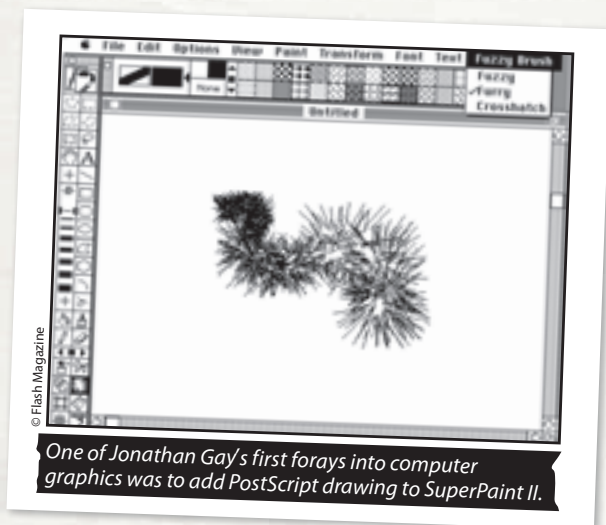 File Edit Options View Paint Transform Font Text Fuzzy Brush
Fuzzy
✓Furry
Crosshatch
None
Untitled
A
© Flash Magazine
One of Jonathan Gay's first forays into computer
graphics was to add PostScript drawing to SuperPaint II.